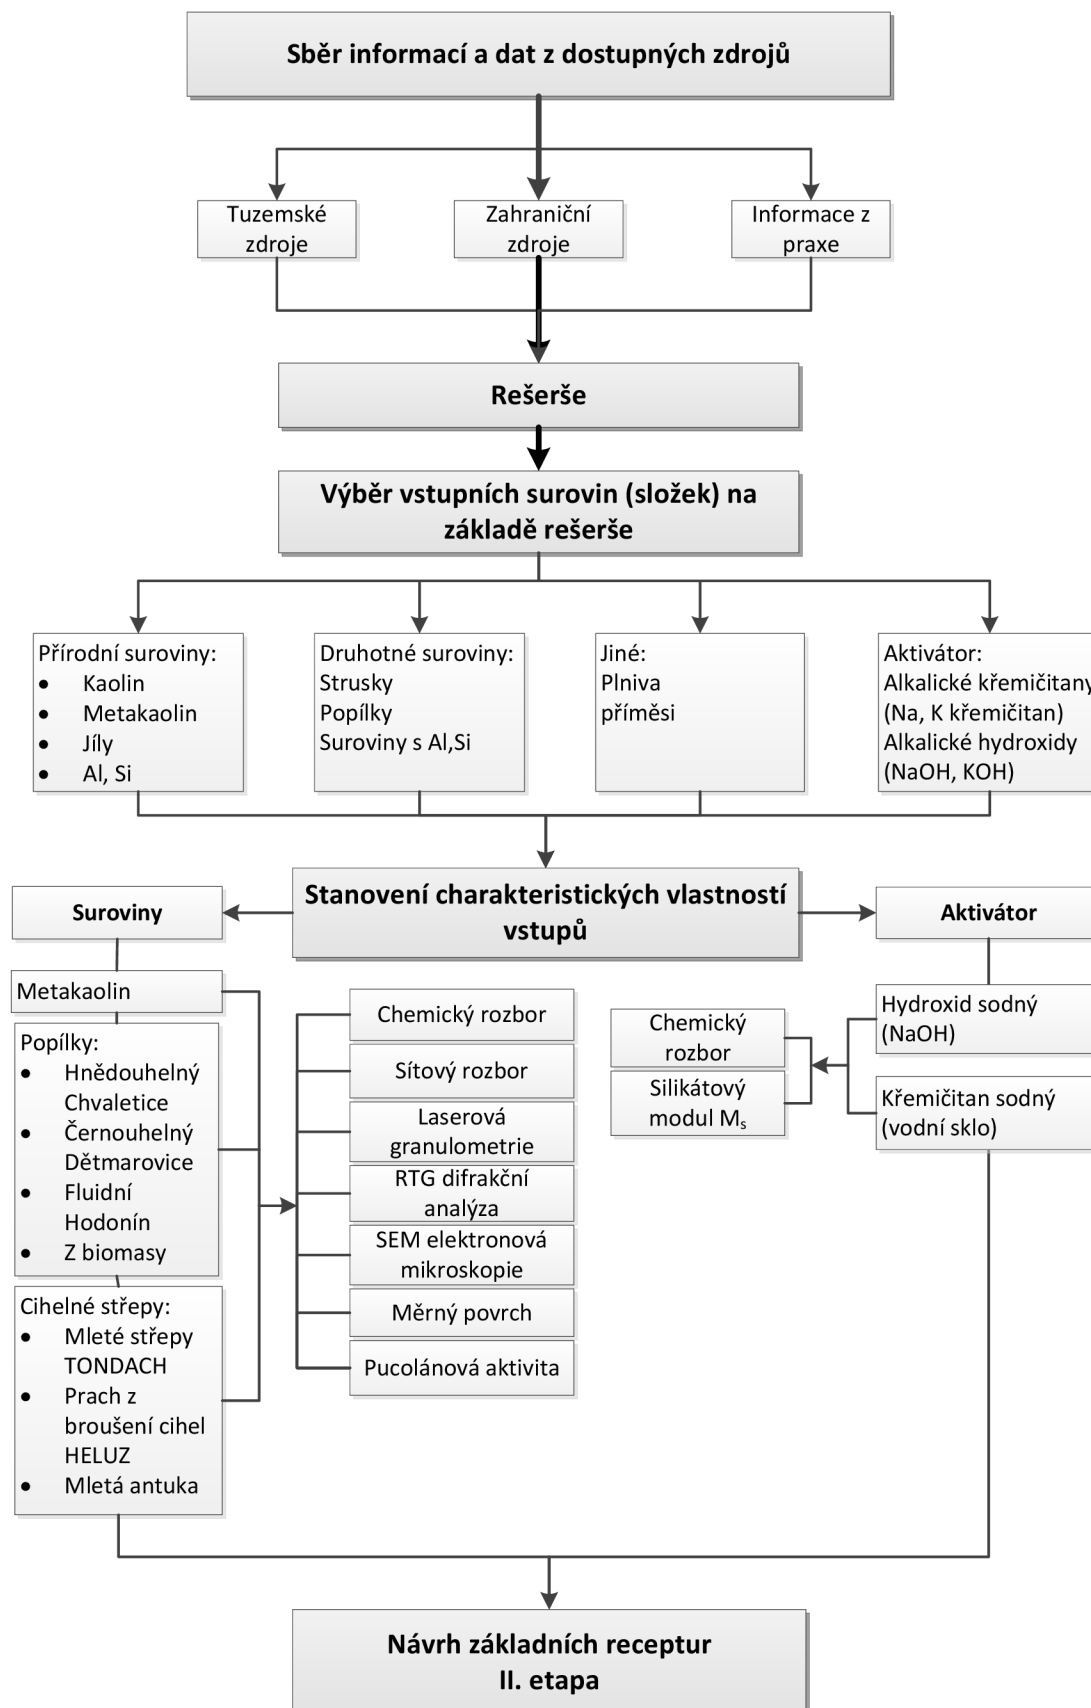 Sběr informací a dat z dostupných zdrojů
Tuzemské
zdroje
Zahraniční
zdroje
Informace z
praxe
Rešerše
Výběr vstupních surovin (složek) na
základě rešerše
Přírodní suroviny:
• Kaolin
• Metakaolin
• Jíly
• Al, Si
Druhotné suroviny:
Strusky
Popílky
Suroviny s Al,Si
Jiné:
Plniva
příměsi
Aktivátor:
Alkalické křemičitany
(Na, K křemičitan)
Alkalické hydroxidy
(NaOH, KOH)
Stanovení charakteristických vlastností
vstupů
Suroviny
Metakaolin
Popílky:
• Hnědouhelný
Chvaletice
• Černouhelný
Dětmarovice
• Fluidní
Hodonín
• Z biomasy
Cihelné střepy:
• Mleté střepy
TONDACH
• Prach z
broušení cihel
HELUZ
• Mletá antuka
Chemický rozbor
Sítový rozbor
Laserová
granulometrie
RTG difrakční
analýza
SEM elektronová
mikroskopie
Měrný povrch
Pucolánová aktivita
Aktivátor
Chemický
rozbor
Silikátový
modul Mₛ
Hydroxid sodný
(NaOH)
Křemičitan sodný
(vodní sklo)
Návrh základních receptur
II. etapa